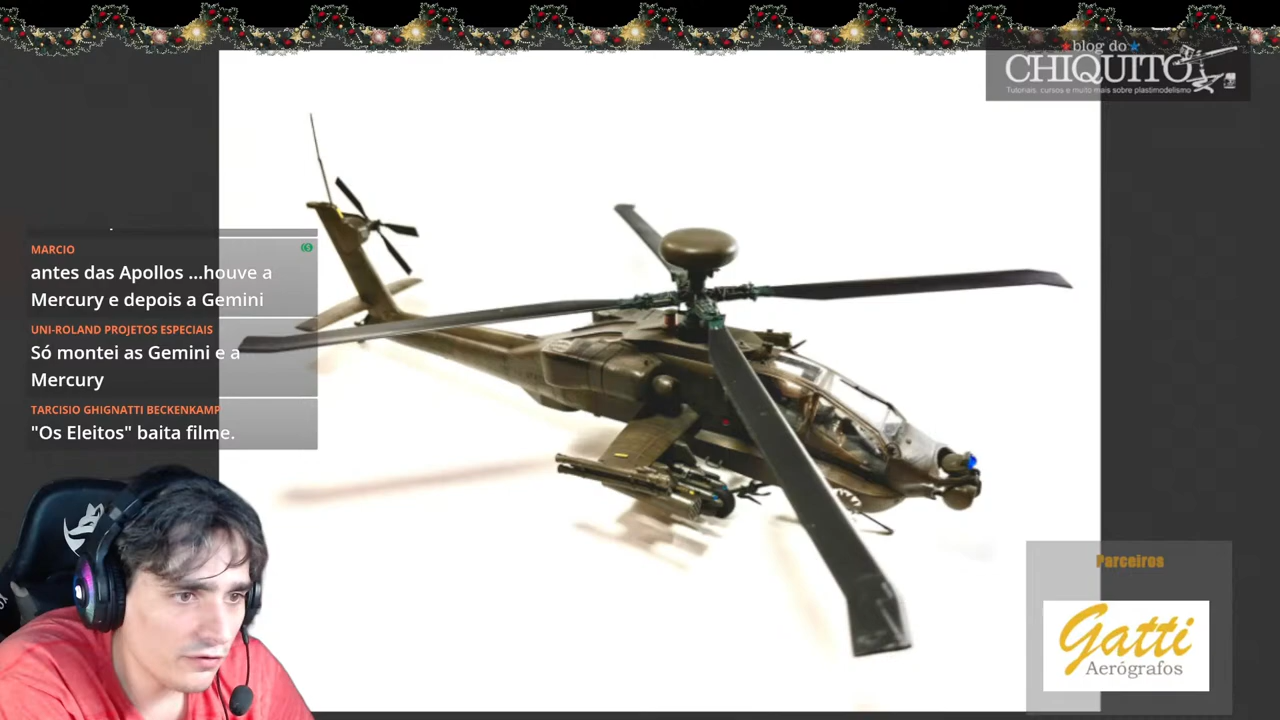 blog do
CHIQUITO
Tutoriais, cursos e muito mais sobre plastimodelismo
MARCIO
antes das Apollos ...houve a
Mercury e depois a Gemini
UNI-ROLAND PROJETOS ESPECIAIS
Só montei as Gemini e a
Mercury
TARCISIO GHIGNATTI BECKENKAMP
"Os Eleitos" baita filme.
Parceiros
Gatti
Aerógrafos